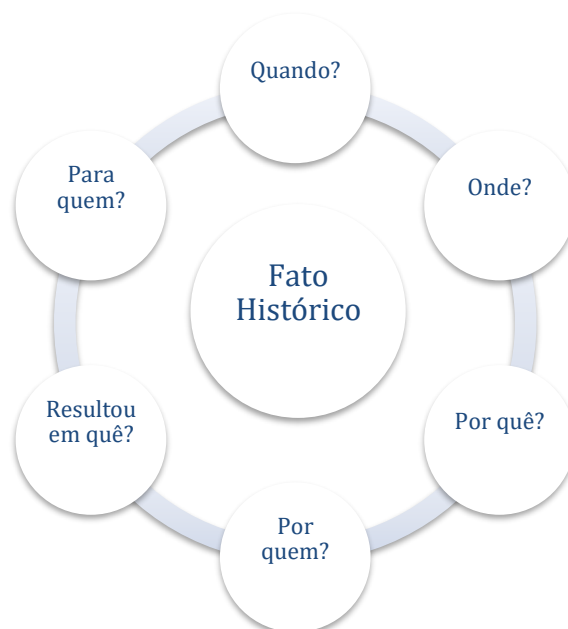 Quando?
Onde?
Por quê?
Por
quem?
Resultou
em quê?
Para
quem?
Fato
Histórico